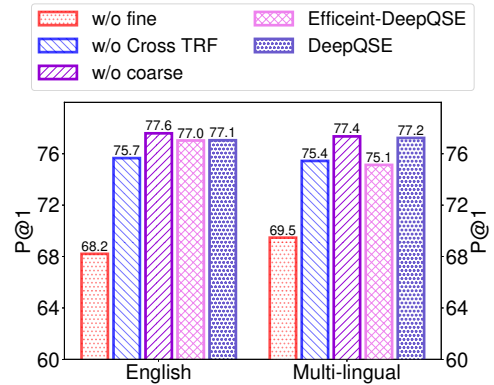 w/o fine
w/o Cross TRF
w/o coarse
Efficeint-DeepQSE
DeepQSE
P@1
76
72
68
64
60
68.2
75.7
77.6
77.0
77.1
69.5
75.4
77.4
75.1
77.2
76
72
68
64
60
P@1
English
Multi-lingual